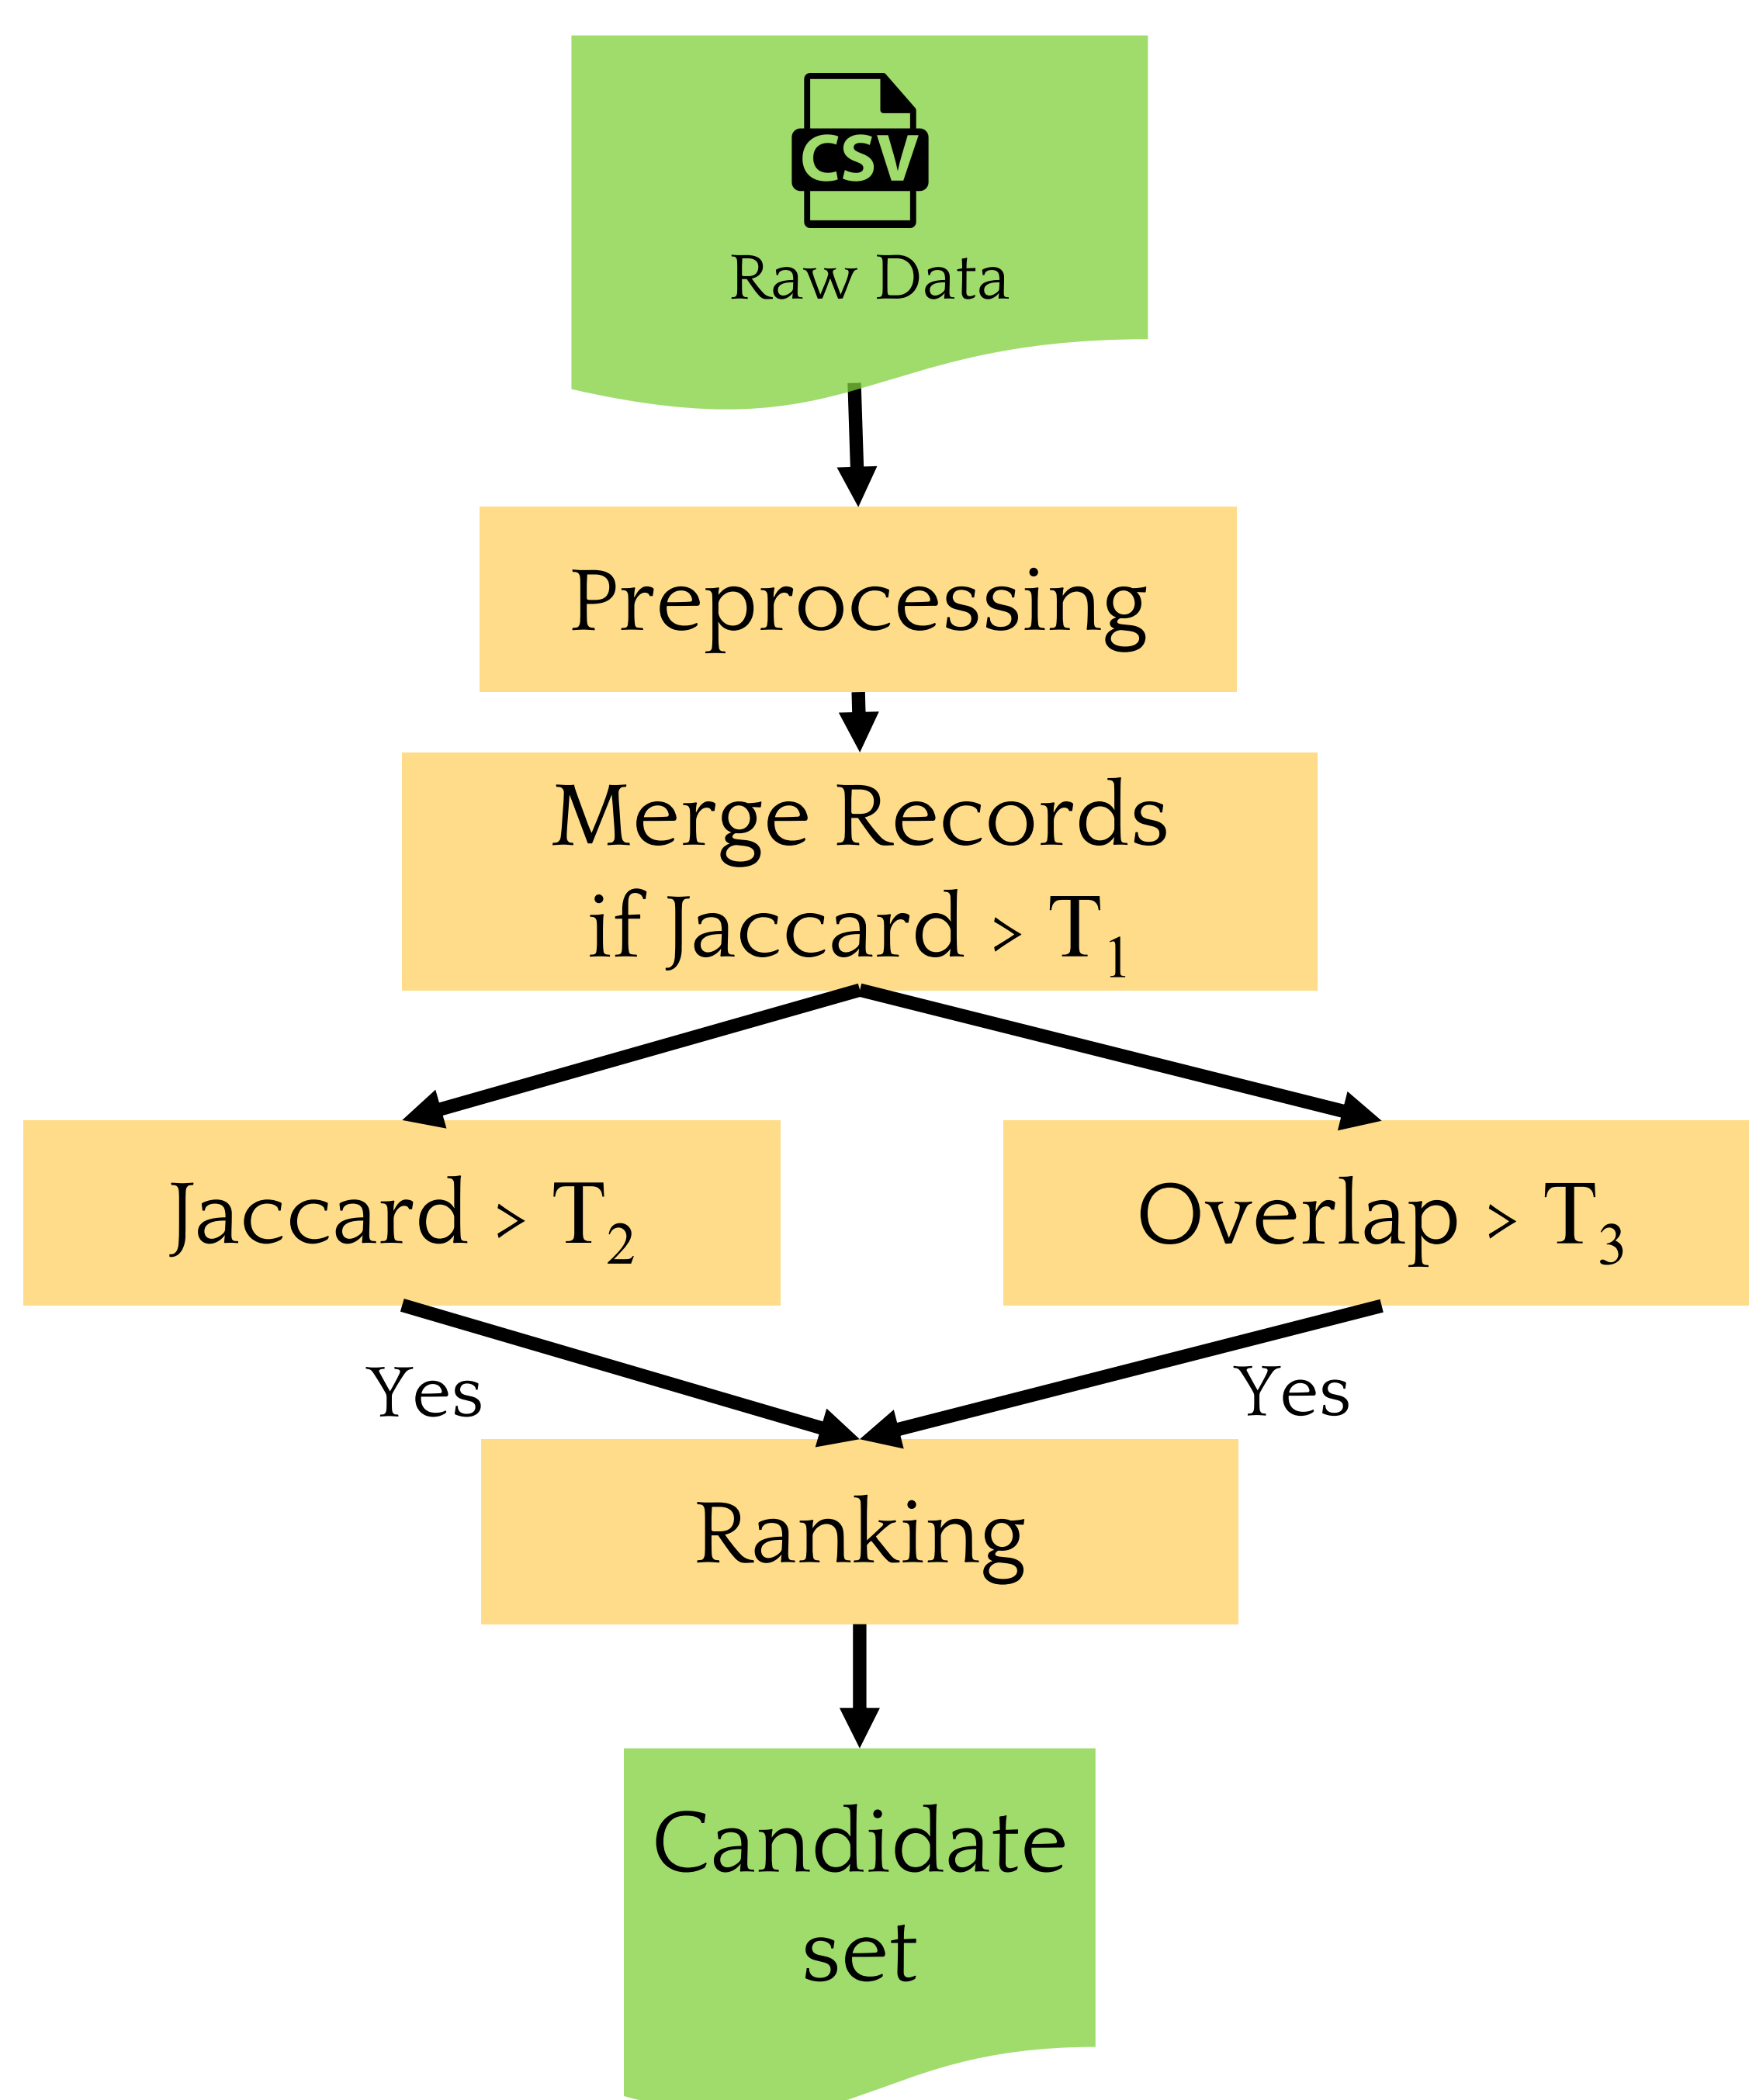 CSV
Raw Data
Preprocessing
Merge Records
if Jaccard > T₁
Jaccard > T₂
Overlap > T₃
Yes
Yes
Ranking
Candidate
set